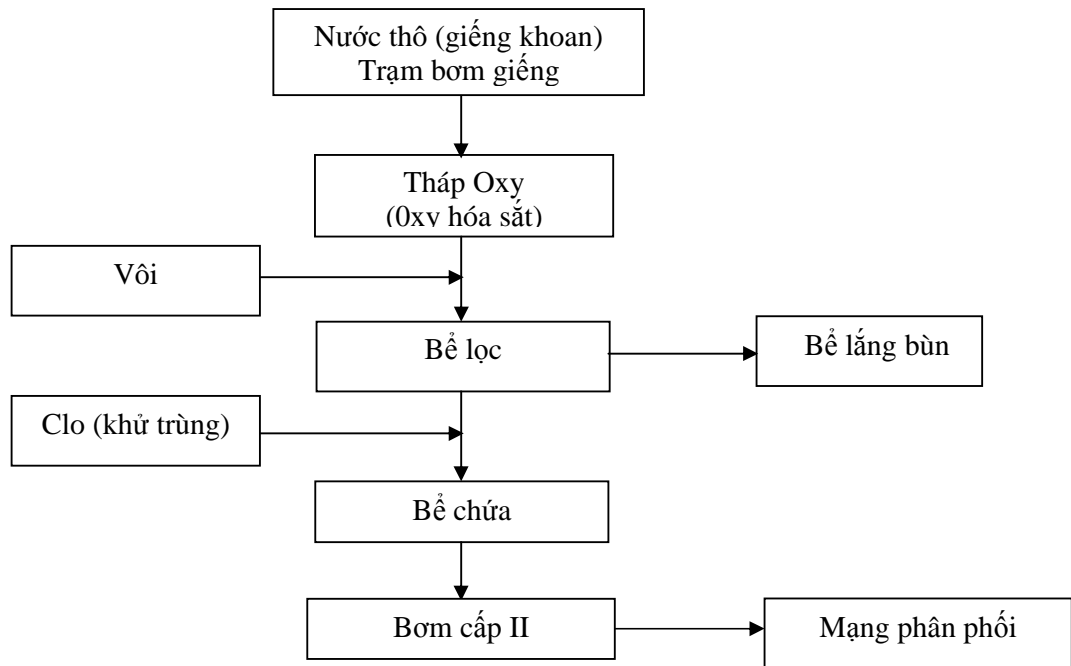 Nước thô (giếng khoan)
Trạm bơm giếng
Tháp Oxy
(0xy hóa sắt)
Vôi
Bể lọc
Bể lắng bùn
Clo (khử trùng)
Bể chứa
Bơm cấp II
Mạng phân phối